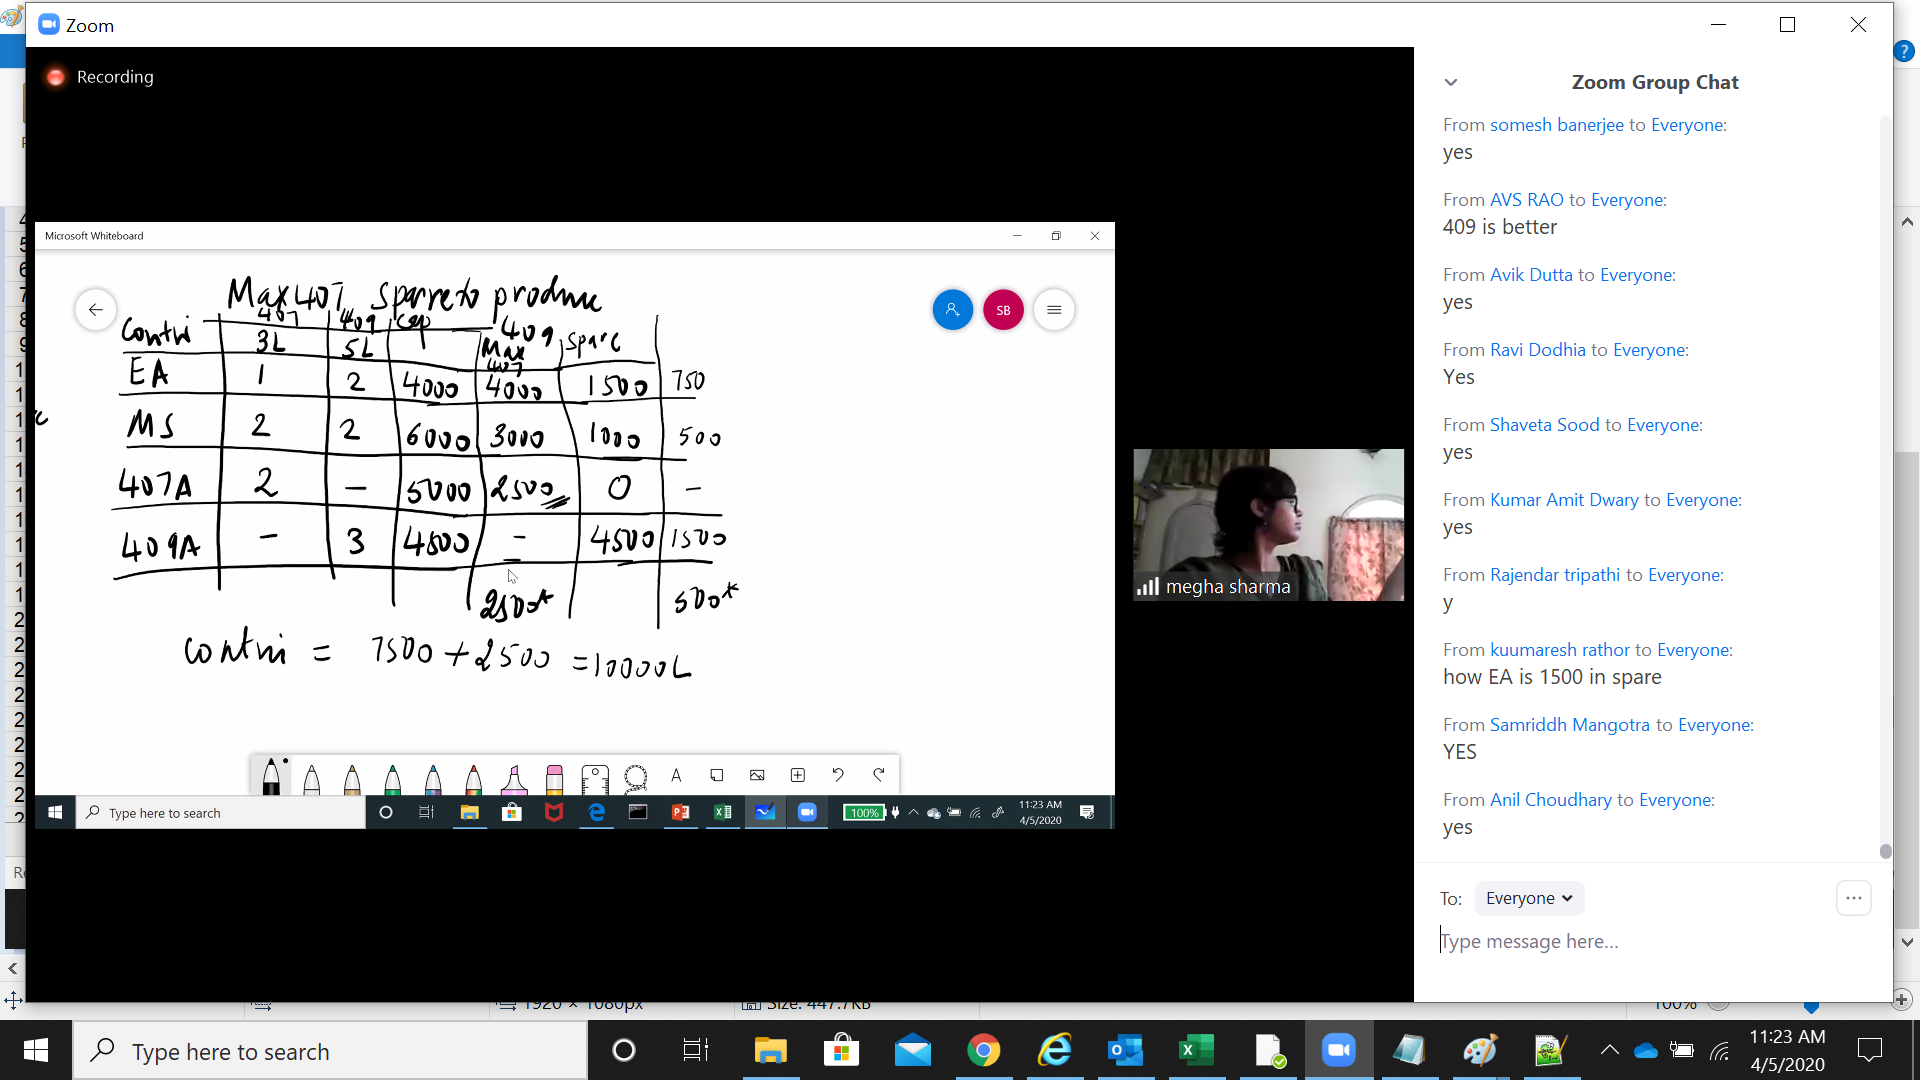 Zoom
Recording
Zoom Group Chat
From somesh banerjee to Everyone:
yes
From AVS RAO to Everyone:
409 is better
From Avik Dutta to Everyone:
yes
From Ravi Dodhia to Everyone:
Yes
From Shaveta Sood to Everyone:
yes
From Kumar Amit Dwary to Everyone:
yes
From Rajendar tripathi to Everyone:
y
From kuumaresh rathor to Everyone:
how EA is 1500 in spare
From Samriddh Mangotra to Everyone:
YES
From Anil Choudhary to Everyone:
yes
To: Everyone
Type message here...
Microsoft Whiteboard
SB
Max 407 Sparre to produce
407 409 cap 409
Contri 3L 5L Max 407 Spare
EA 1 2 4000 4000 1500 750
MS 2 2 6000 3000 1000 500
407A 2 - 5000 2500 0 -
409A - 3 4500 - 4500 1500
2500* 500*
Contri = 7500 + 2500 = 10000L
megha sharma
Type here to search
100%
11:23 AM
4/5/2020
1920 × 1080px
Size: 447.7KB
100%
Type here to search
11:23 AM
4/5/2020